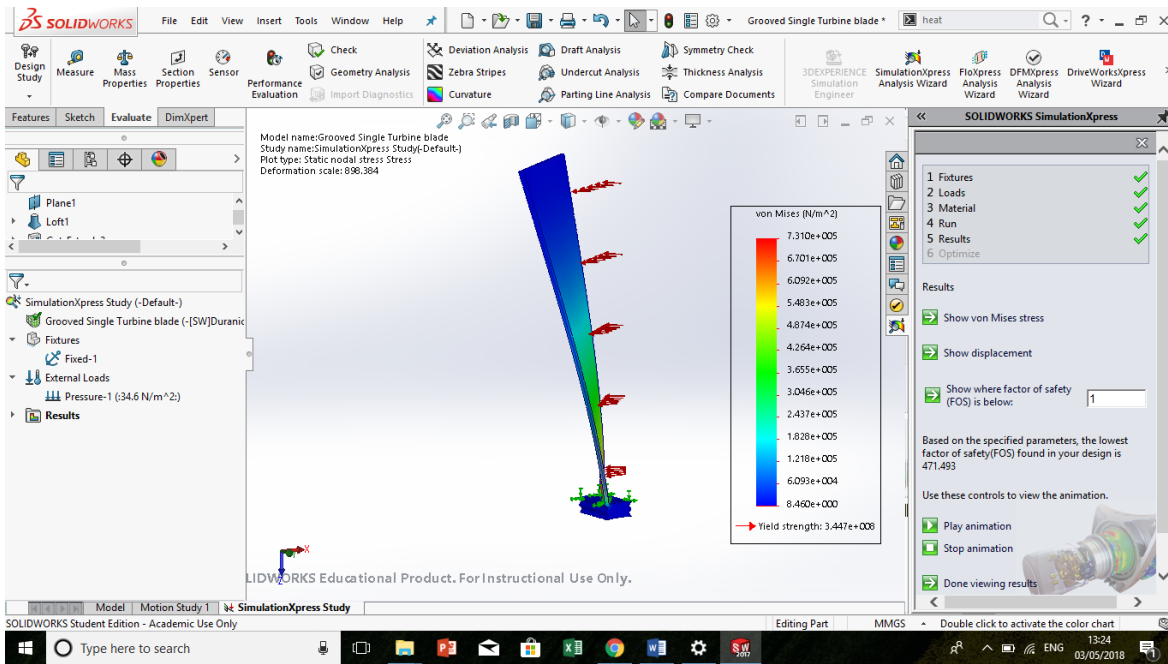 SOLIDWORKS
File Edit View Insert Tools Window Help
Grooved Single Turbine blade *
heat
Design Study
Measure
Mass Properties
Section Properties
Sensor
Performance Evaluation
Check
Geometry Analysis
Import Diagnostics
Deviation Analysis
Zebra Stripes
Curvature
Draft Analysis
Undercut Analysis
Parting Line Analysis
Symmetry Check
Thickness Analysis
Compare Documents
3DEXPERIENCE Simulation Engineer
SimulationXpress Analysis Wizard
FloXpress Analysis Wizard
DFMXpress Analysis Wizard
DriveWorksXpress Wizard
Features Sketch Evaluate DimXpert
Plane1
Loft1
SimulationXpress Study (-Default-)
Grooved Single Turbine blade (-[SW]Duranic
Fixtures
Fixed-1
External Loads
Pressure-1 (:34.6 N/m^2:)
Results
Model name:Grooved Single Turbine blade
Study name:SimulationXpress Study(-Default-)
Plot type: Static nodal stress Stress
Deformation scale: 898.384
von Mises (N/m^2)
7.310e+005
6.701e+005
6.092e+005
5.483e+005
4.874e+005
4.264e+005
3.655e+005
3.046e+005
2.437e+005
1.828e+005
1.218e+005
6.093e+004
8.460e+000
Yield strength: 3.447e+008
X
Z
LIDWORKS Educational Product. For Instructional Use Only.
SOLIDWORKS SimulationXpress
1 Fixtures
2 Loads
3 Material
4 Run
5 Results
6 Optimize
Results
Show von Mises stress
Show displacement
Show where factor of safety
(FOS) is below:
1
Based on the specified parameters, the lowest
factor of safety(FOS) found in your design is
471.493
Use these controls to view the animation.
Play animation
Stop animation
Done viewing results
Model Motion Study 1 SimulationXpress Study
SOLIDWORKS Student Edition - Academic Use Only
Editing Part
MMGS
Double click to activate the color chart
Type here to search
SW
2017
ENG
13:24
03/05/2018
1